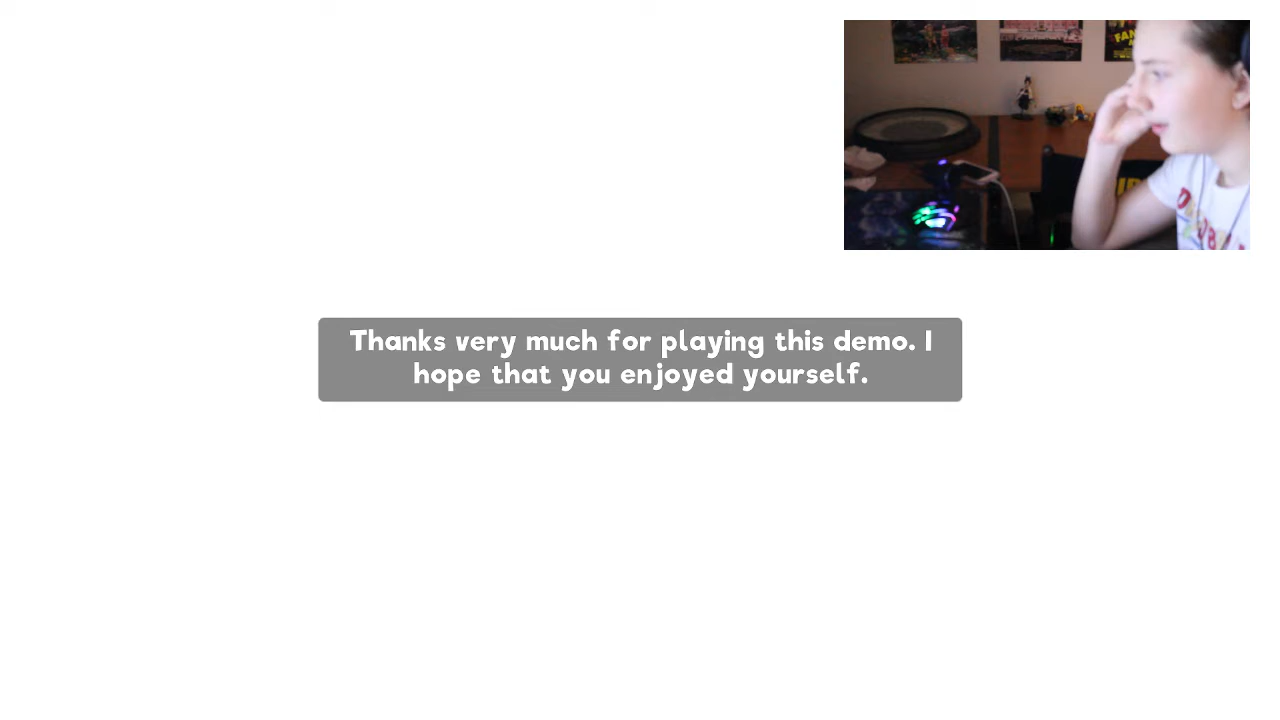 Thanks very much for playing this demo. I
hope that you enjoyed yourself.